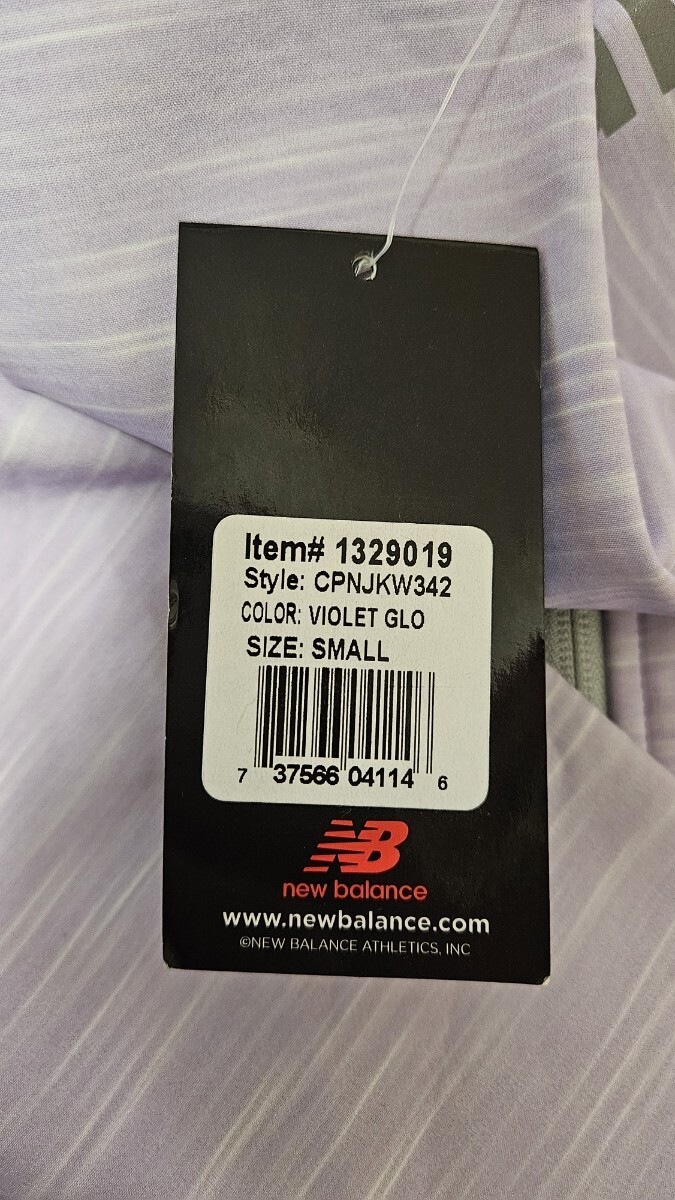 Item# 1329019
Style: CPNJKW342
COLOR: VIOLET GLO
SIZE: SMALL
7 37566 04114 6
NB
new balance
www.newbalance.com
©NEW BALANCE ATHLETICS, INC